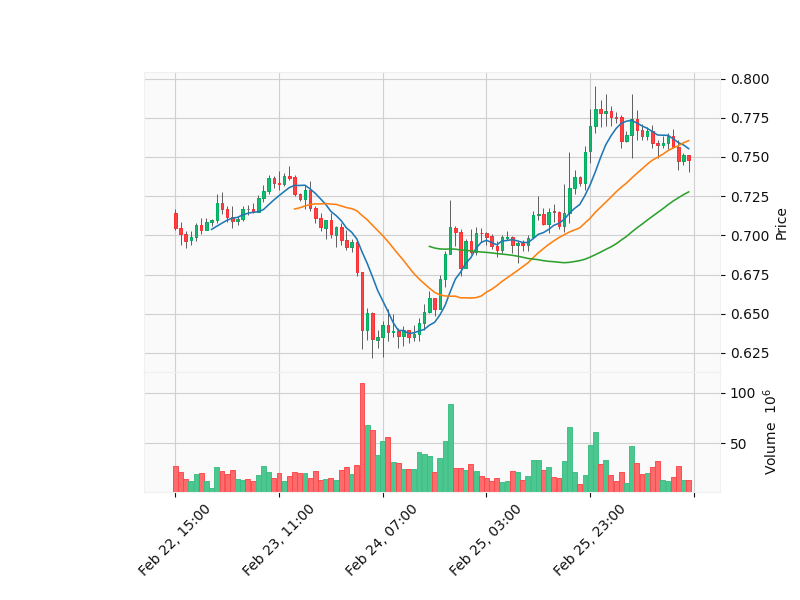 0.800
0.775
0.750
0.725
0.700
0.675
0.650
0.625
Price
100
50
Volume 10⁶
Feb 22, 15:00
Feb 23, 11:00
Feb 24, 07:00
Feb 25, 03:00
Feb 25, 23:00